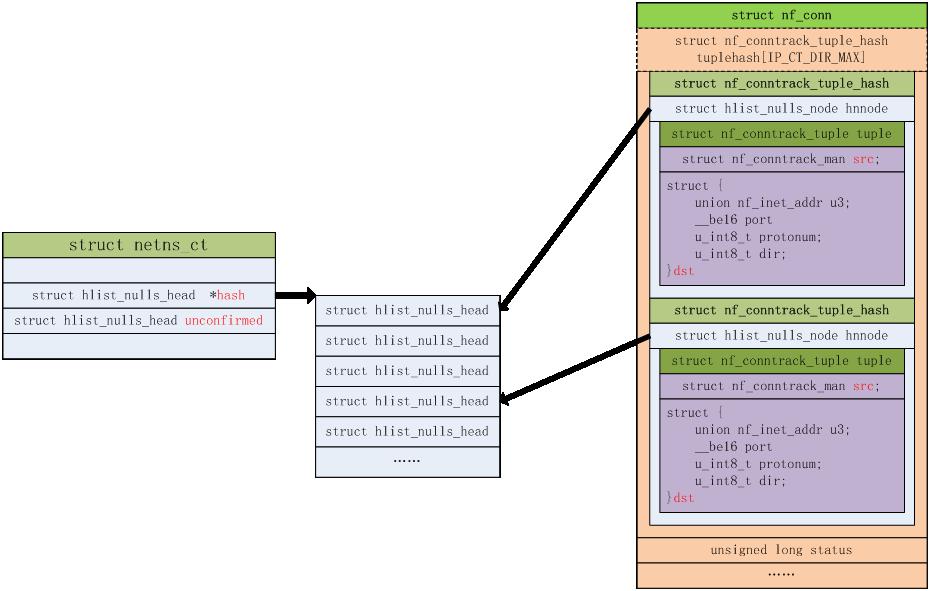 struct netns_ct
struct hlist_nulls_head *hash
struct hlist_nulls_head unconfirmed
struct hlist_nulls_head
struct hlist_nulls_head
struct hlist_nulls_head
struct hlist_nulls_head
struct hlist_nulls_head
……
struct nf_conn
struct nf_conntrack_tuple_hash
tuplehash[IP_CT_DIR_MAX]
struct nf_conntrack_tuple_hash
struct hlist_nulls_node hnnode
struct nf_conntrack_tuple tuple
struct nf_conntrack_man src;
struct {
union nf_inet_addr u3;
__be16 port
u_int8_t protonum;
u_int8_t dir;
}dst
struct nf_conntrack_tuple_hash
struct hlist_nulls_node hnnode
struct nf_conntrack_tuple tuple
struct nf_conntrack_man src;
struct {
union nf_inet_addr u3;
__be16 port
u_int8_t protonum;
u_int8_t dir;
}dst
unsigned long status
……